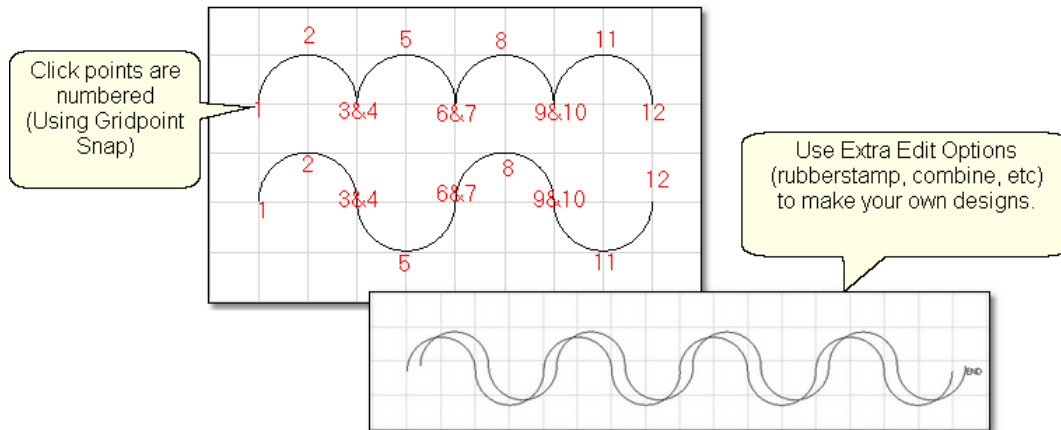 2 5 8 11
Click points are
numbered
(Using Gridpoint
Snap)
1 3&4 6&7 9&10 12
2 8
1 3&4 6&7 9&10 12
5 11
Use Extra Edit Options
(rubberstamp, combine, etc)
to make your own designs.
END